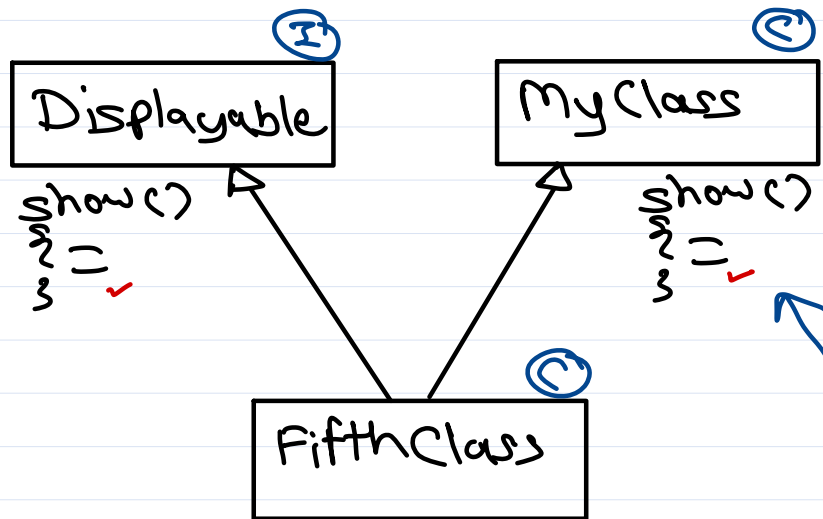 I
C
Displayable
MyClass
show()
{ =
}
show()
{ =
}
C
FifthClass